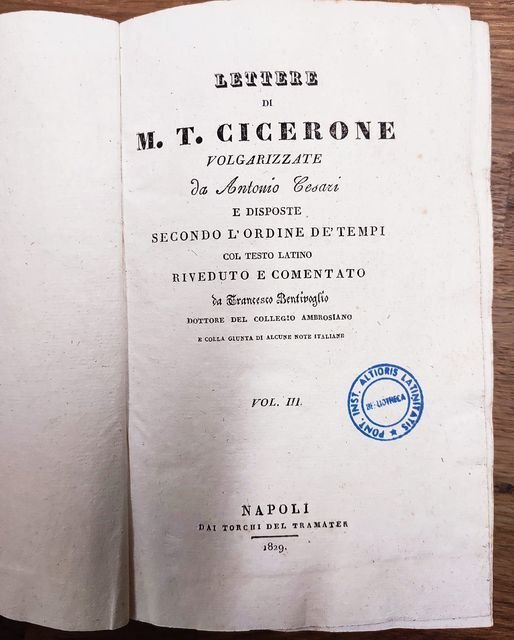 LETTERE
DI
M. T. CICERONE
VOLGARIZZATE
da Antonio Cesari
E DISPOSTE
SECONDO L'ORDINE DE'TEMPI
COL TESTO LATINO
RIVEDUTO E COMENTATO
da Francesco Bentivoglio
DOTTORE DEL COLLEGIO AMBROSIANO
E COLLA GIUNTA DI ALCUNE NOTE ITALIANE
VOL. III.
PONT. INST. ALTIORIS LATINITATIS
BIBLIOTHECA
NAPOLI
DAI TORCHI DEL TRAMATER
1829.